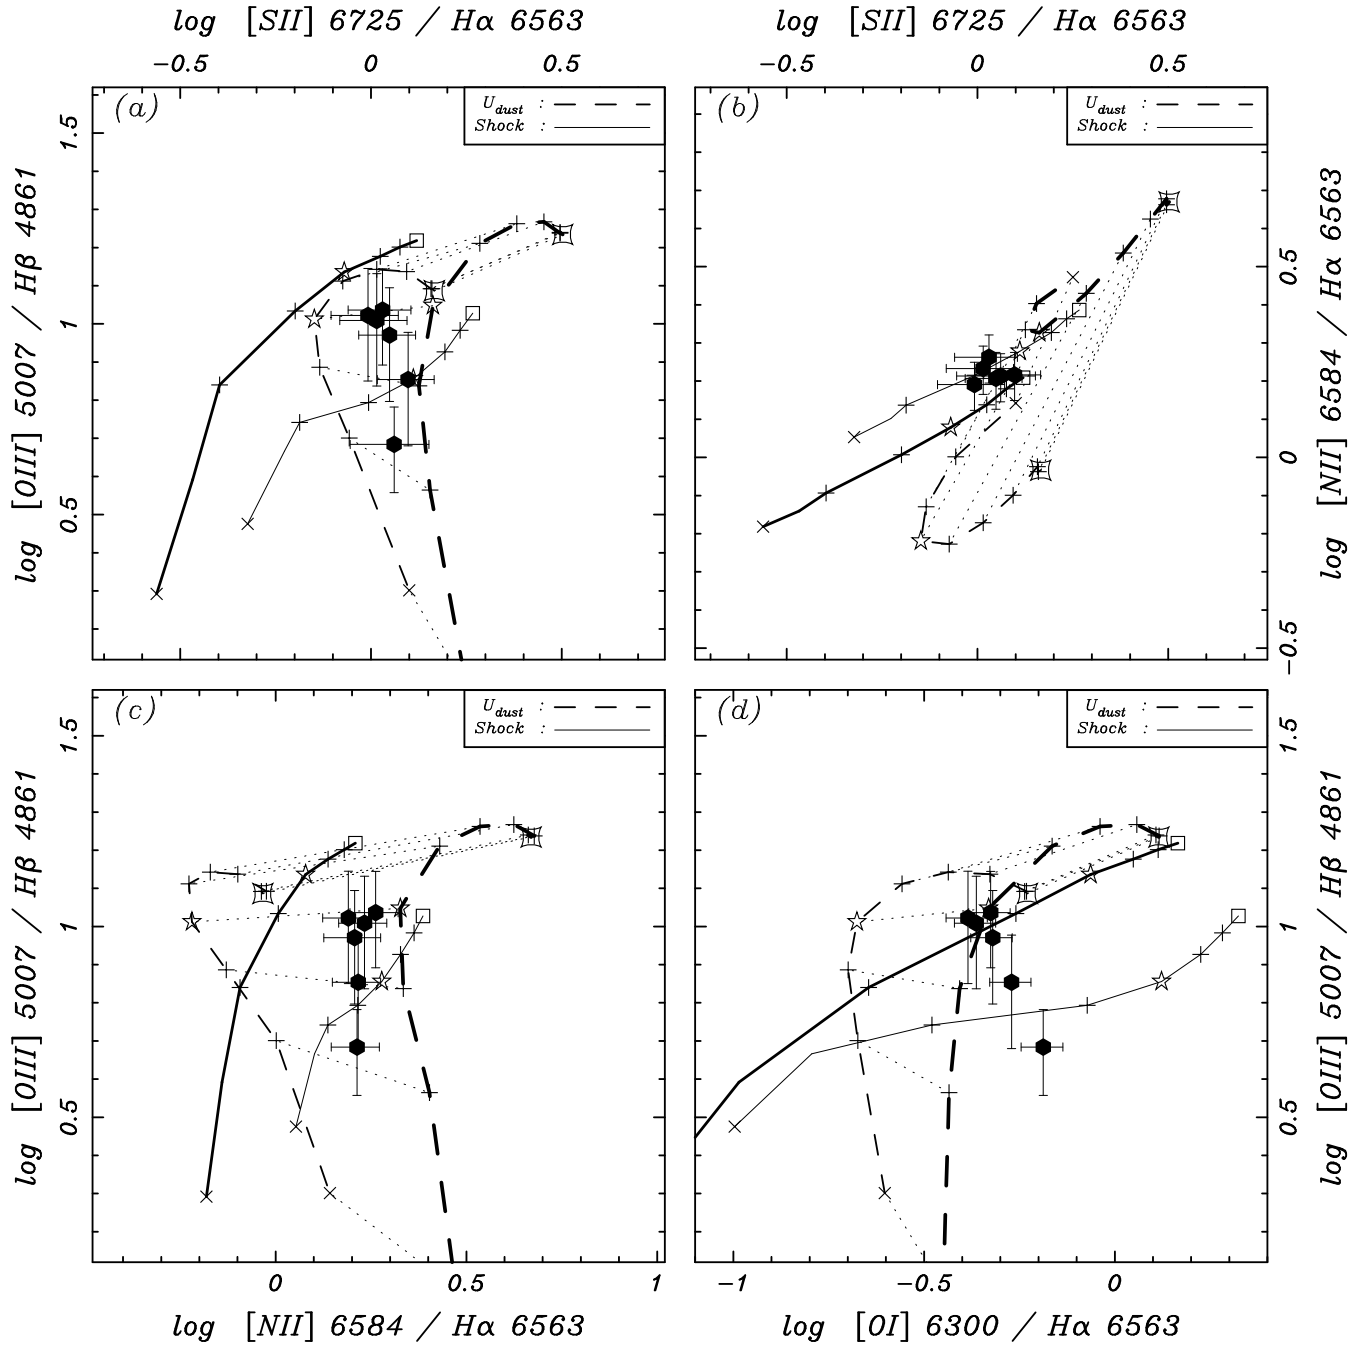 log [SII] 6725 / Hα 6563
log [SII] 6725 / Hα 6563
−0.5 0 0.5
−0.5 0 0.5
(a)
U dust :
Shock :
(b)
U dust :
Shock :
log [OIII] 5007 / Hβ 4861
1.5
1
0.5
0.5
0
−0.5
log [NII] 6584 / Hα 6563
(c)
U dust :
Shock :
(d)
U dust :
Shock :
log [OIII] 5007 / Hβ 4861
1.5
1
0.5
1.5
1
0.5
log [OIII] 5007 / Hβ 4861
0 0.5 1
−1 −0.5 0
log [NII] 6584 / Hα 6563
log [OI] 6300 / Hα 6563